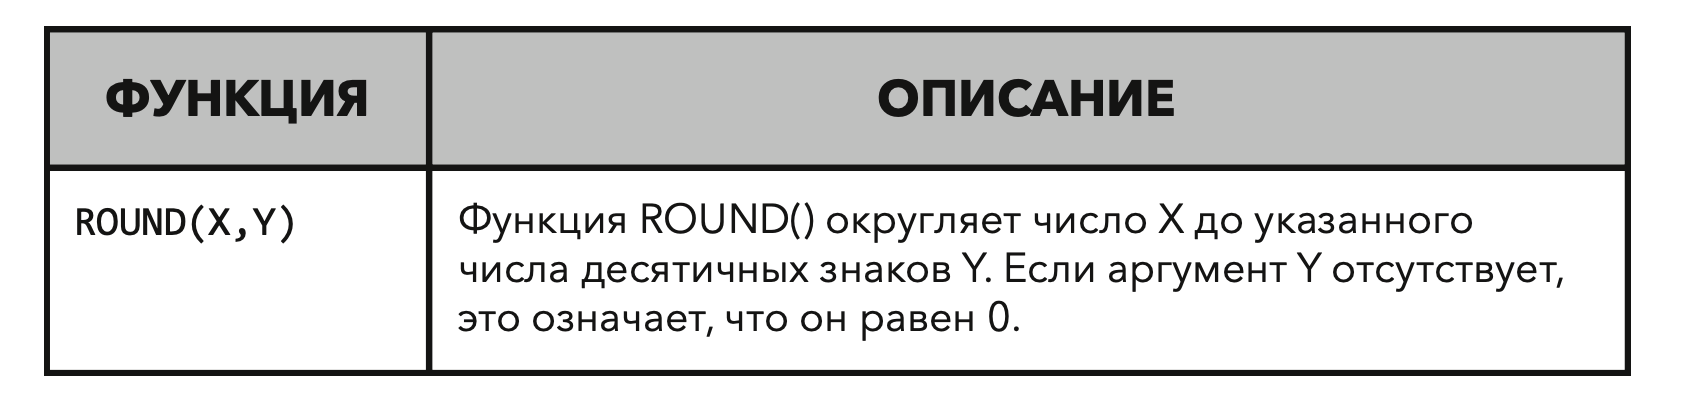 ФУНКЦИЯ
ОПИСАНИЕ
ROUND(X,Y)
Функция ROUND() округляет число X до указанного
числа десятичных знаков Y. Если аргумент Y отсутствует,
это означает, что он равен 0.